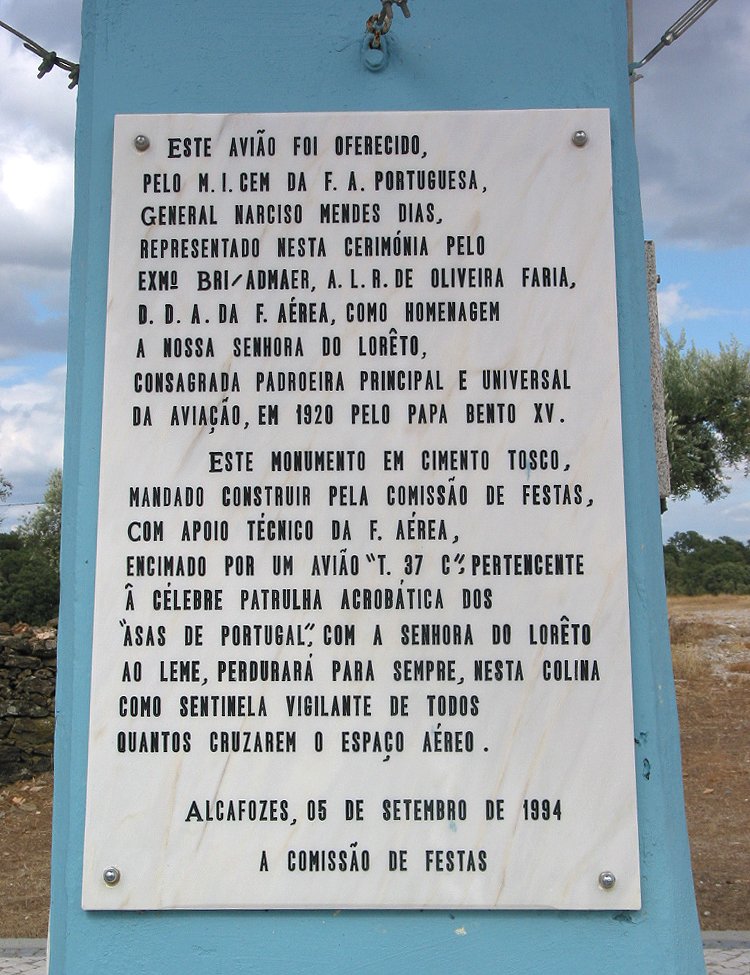 ESTE AVIÃO FOI OFERECIDO,
PELO M.I.CEM DA F.A.PORTUGUESA,
GENERAL NARCISO MENDES DIAS,
REPRESENTADO NESTA CERIMÓNIA PELO
EXMº BRI/ADMAER, A.L.R.DE OLIVEIRA FARIA,
D.D.A.DA F.AÉREA, COMO HOMENAGEM
A NOSSA SENHORA DO LORÊTO,
CONSAGRADA PADROEIRA PRINCIPAL E UNIVERSAL
DA AVIAÇÃO, EM 1920 PELO PAPA BENTO XV.
ESTE MONUMENTO EM CIMENTO TOSCO,
MANDADO CONSTRUIR PELA COMISSÃO DE FESTAS,
COM APOIO TÉCNICO DA F.AÉREA,
ENCIMADO POR UM AVIÃO "T.37 C", PERTENCENTE
Â CÉLEBRE PATRULHA ACROBÁTICA DOS
"ASAS DE PORTUGAL", COM A SENHORA DO LORÊTO
AO LEME, PERDURARÁ PARA SEMPRE, NESTA COLINA
COMO SENTINELA VIGILANTE DE TODOS
QUANTOS CRUZAREM O ESPAÇO AÉREO.
ALCAFOZES, 05 DE SETEMBRO DE 1994
A COMISSÃO DE FESTAS